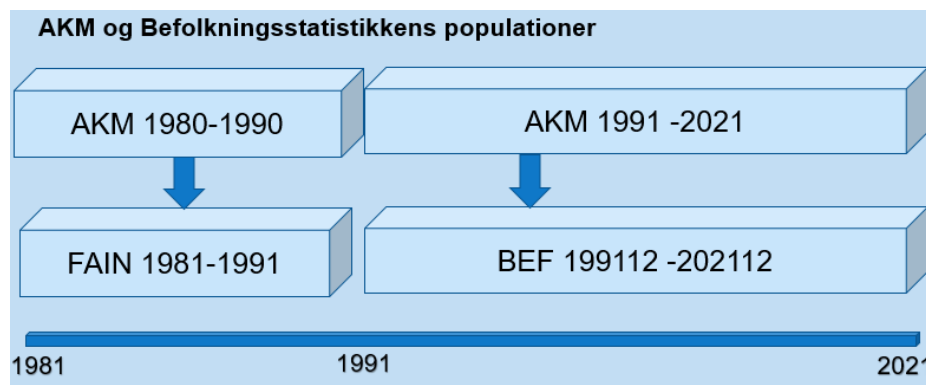 AKM og Befolkningsstatistikkens populationer
AKM 1980-1990
AKM 1991 -2021
FAIN 1981-1991
BEF 199112 -202112
1981
1991
2021